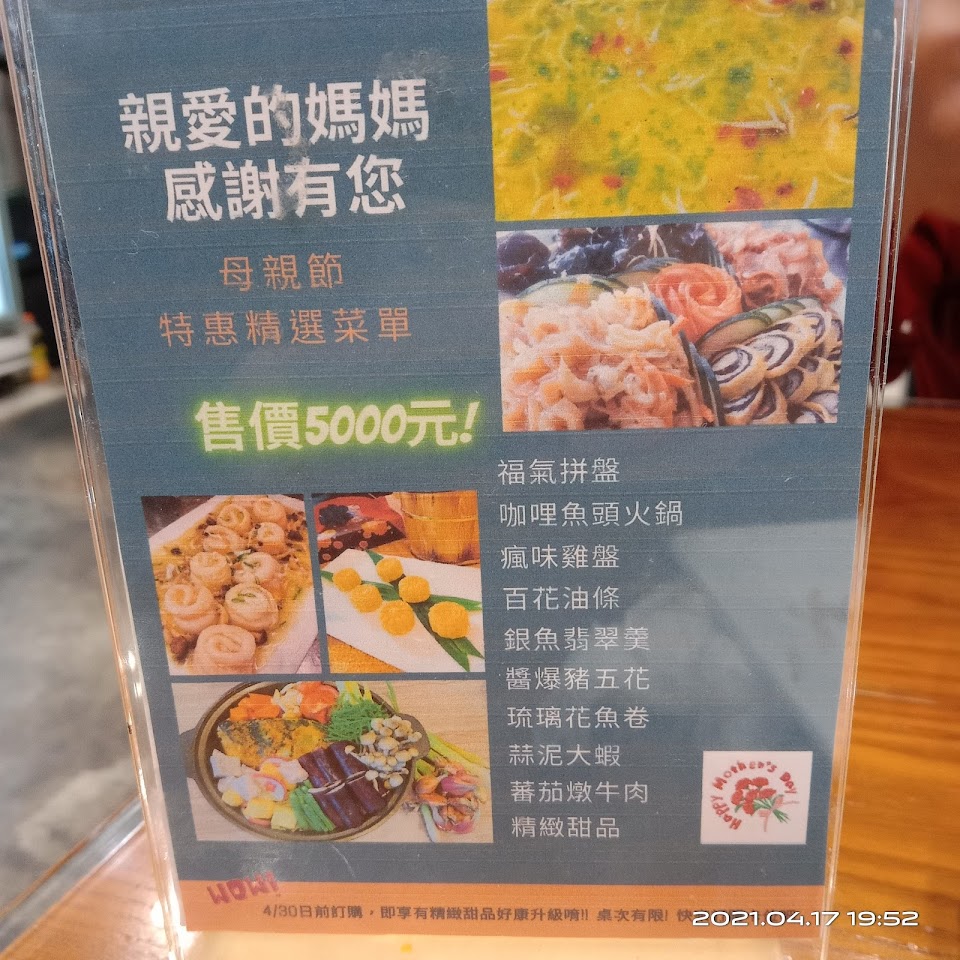 親愛的媽媽
感謝有您
母親節
特惠精選菜單
售價5000元!
福氣拼盤
咖哩魚頭火鍋
瘋味雞盤
百花油條
銀魚翡翠羹
醬爆豬五花
琉璃花魚卷
蒜泥大蝦
蕃茄燉牛肉
精緻甜品
Happy Mother's Day
MOM!
4/30日前訂購,即享有精緻甜品好康升級唷!! 桌次有限! 快
2021.04.17 19:52